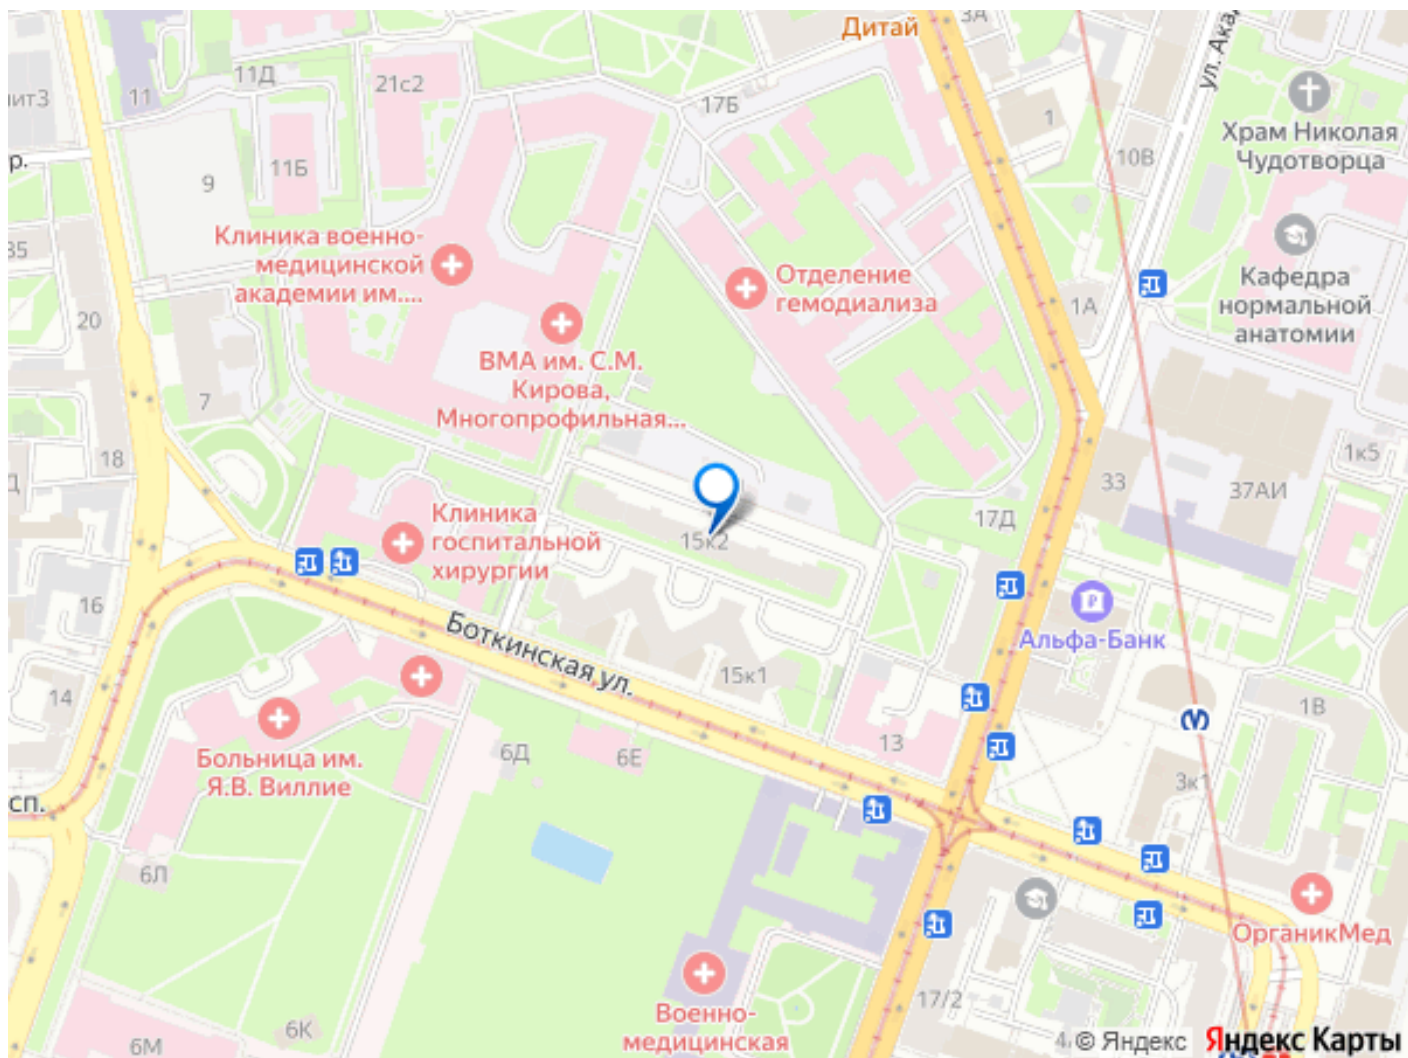 Дитай
3А
ул. Ака
11Д
21с2
11
17Б
1
Храм Николая
Чудотворца
10В
р.
9
11Б
35
Клиника военно-
медицинской
академии им....
Отделение
гемодиализа
Кафедра
нормальной
анатомии
1А
20
ВМА им. С.М.
Кирова,
Многопрофильная...
7
18
1к5
33
37АИ
17Д
Клиника
госпитальной
хирургии
15к2
16
Альфа-Банк
Боткинская ул.
15к1
14
1В
Больница им.
Я.В. Виллие
6Д
6Е
13
3к1
сп.
6Л
ОрганикМед
17/2
Военно-
медицинская
6К
6М
© Яндекс Яндекс Карты